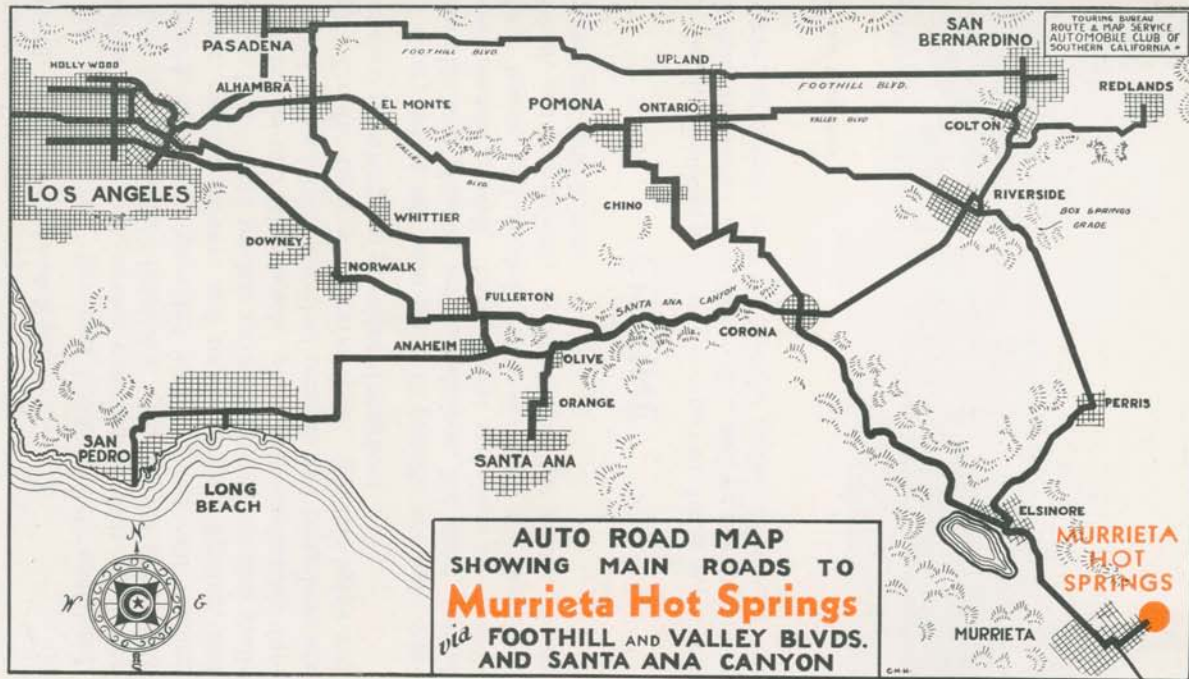 TOURING BUREAU
ROUTE & MAP SERVICE
AUTOMOBILE CLUB OF
SOUTHERN CALIFORNIA
PASADENA
FOOTHILL BLVD.
SAN
BERNARDINO
HOLLYWOOD
UPLAND
ALHAMBRA
FOOTHILL BLVD.
REDLANDS
EL MONTE
POMONA
ONTARIO
VALLEY BLVD
COLTON
VALLEY
BLVD.
LOS ANGELES
RIVERSIDE
CHINO
WHITTIER
BOX SPRINGS
GRADE
DOWNEY
NORWALK
FULLERTON
SANTA ANA CANYON
CORONA
ANAHEIM
OLIVE
ORANGE
PERRIS
SAN
PEDRO
SANTA ANA
LONG
BEACH
ELSINORE
MURRIETA
HOT
SPRINGS
MURRIETA
N
W
E
S
AUTO ROAD MAP
SHOWING MAIN ROADS TO
Murrieta Hot Springs
via FOOTHILL AND VALLEY BLVDS.
AND SANTA ANA CANYON
C.H.H.